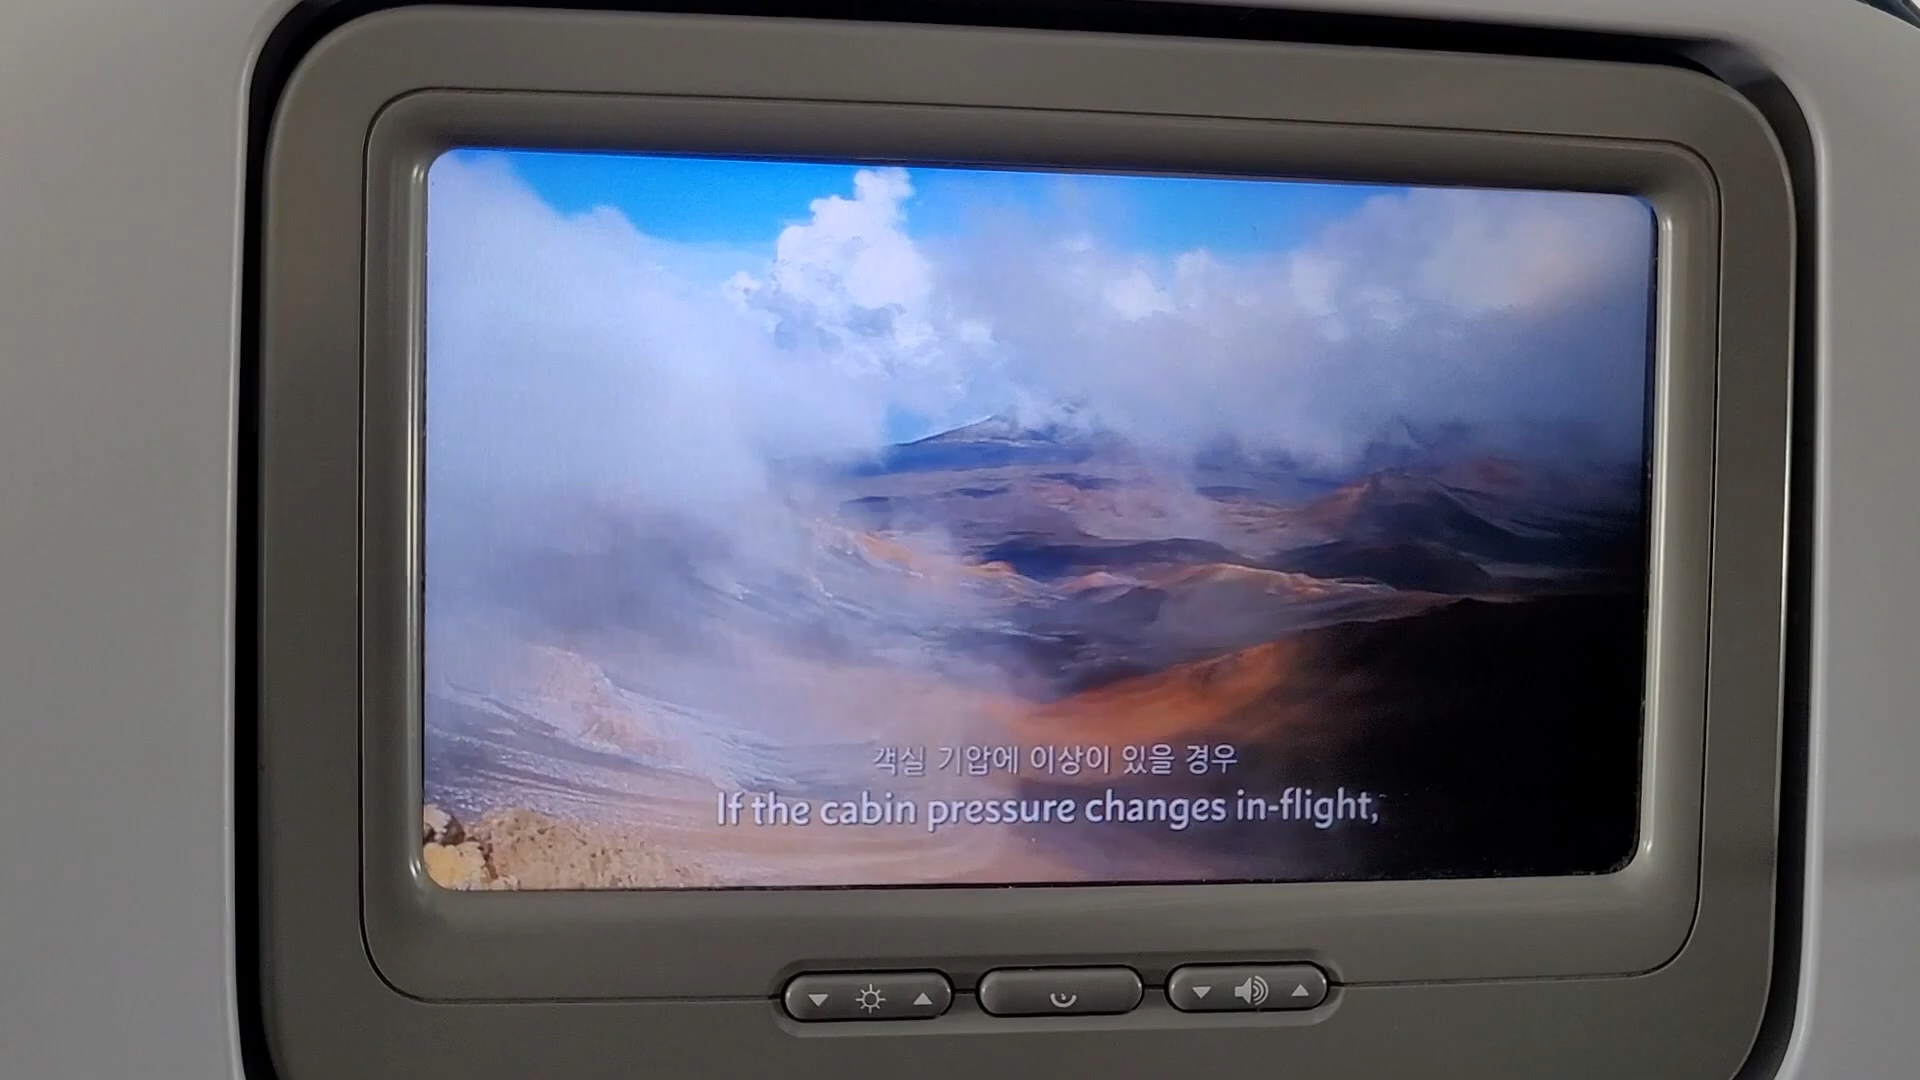 객실 기압에 이상이 있을 경우
If the cabin pressure changes in-flight,